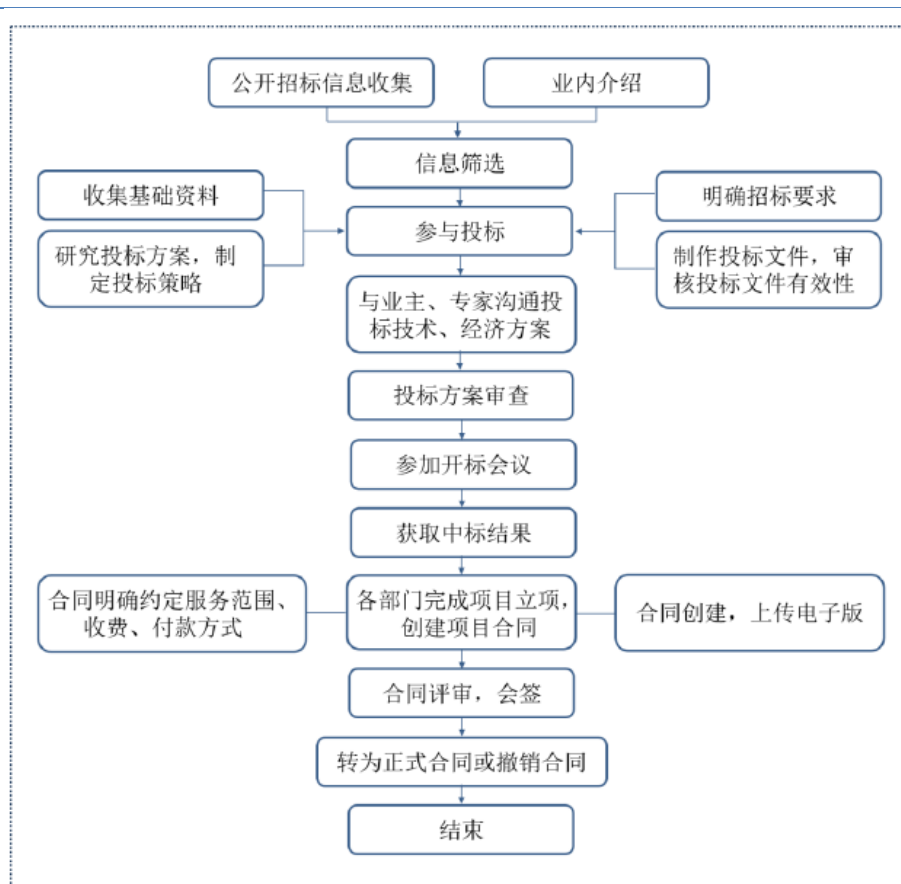 公开招标信息收集
业内介绍
信息筛选
收集基础资料
明确招标要求
参与投标
研究投标方案，制
定投标策略
制作投标文件，审
核投标文件有效性
与业主、专家沟通投
标技术、经济方案
投标方案审查
参加开标会议
获取中标结果
合同明确约定服务范围、
收费、付款方式
各部门完成项目立项，
创建项目合同
合同创建，上传电子版
合同评审，会签
转为正式合同或撤销合同
结束